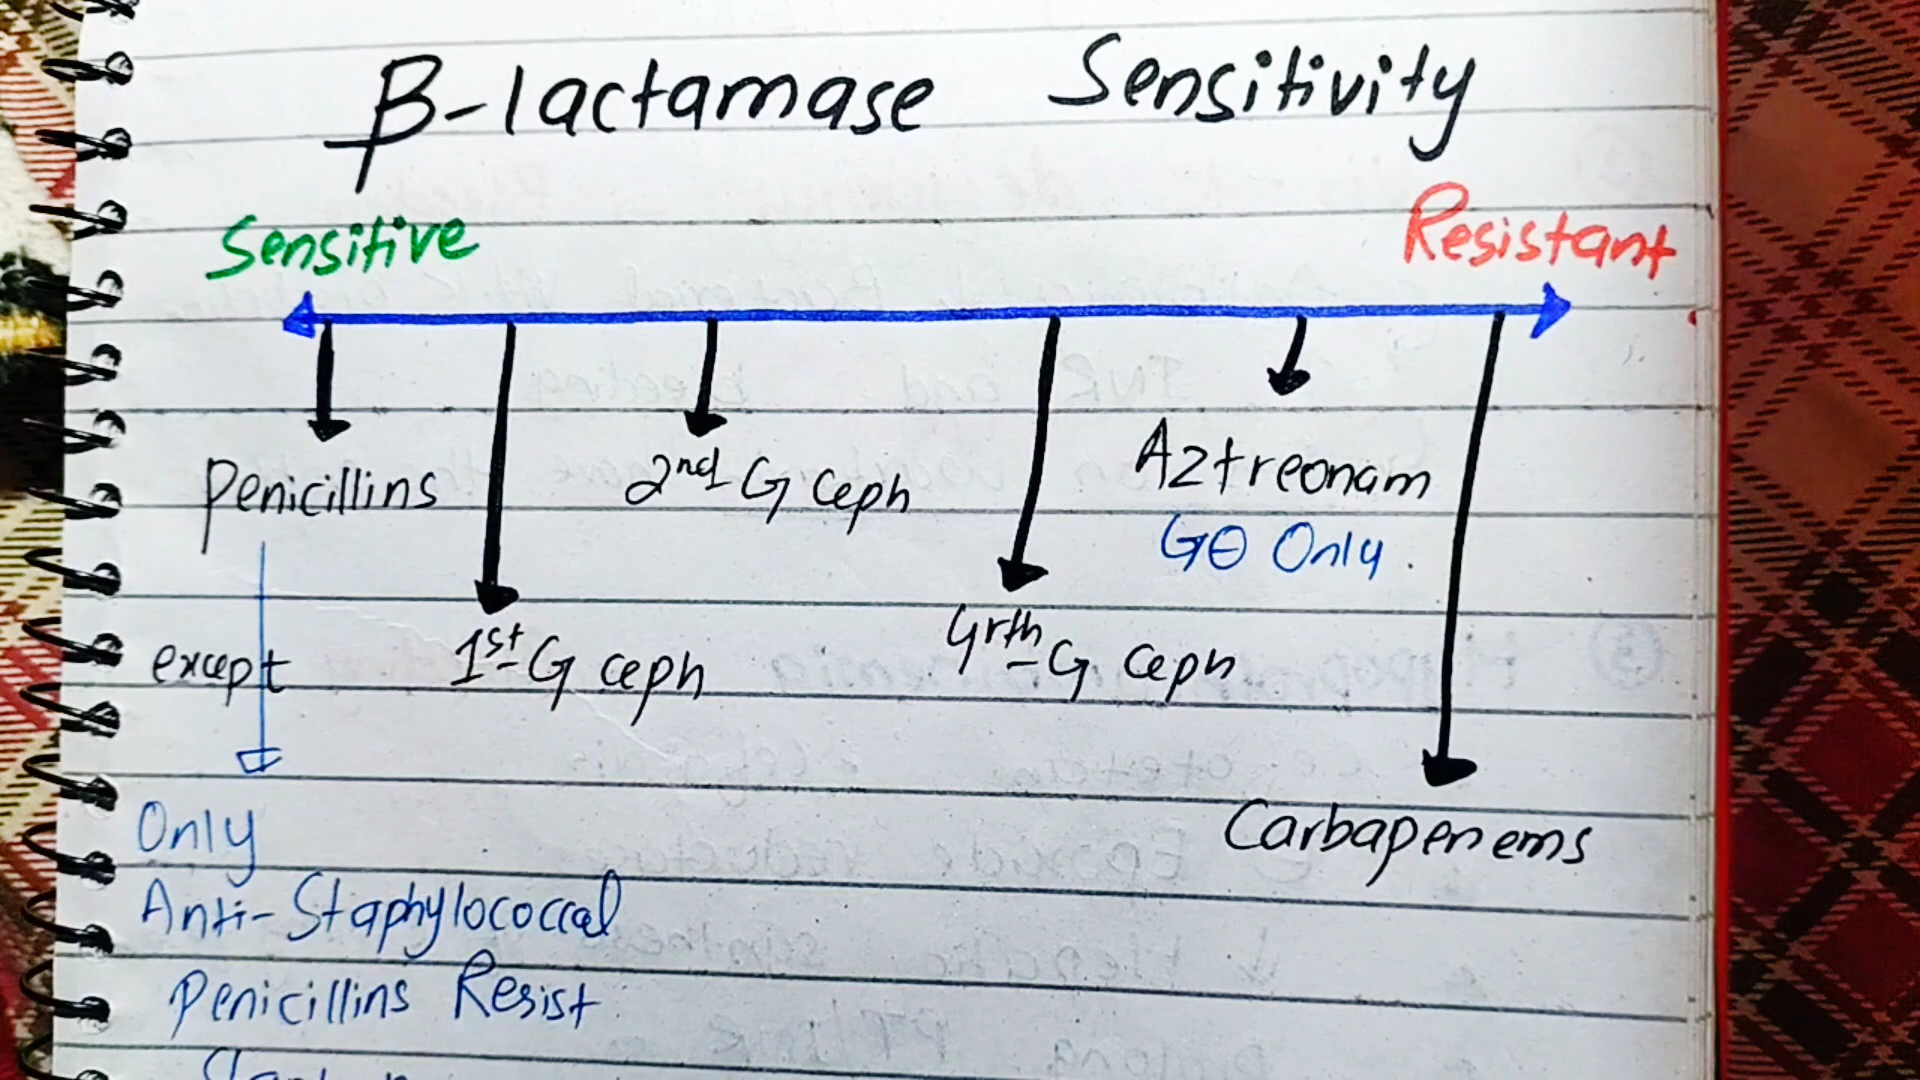 β-lactamase Sensitivity
Sensitive
Resistant
Penicillins
2nd G Ceph
Aztreonam
G⊖ Only.
except
1st-G Ceph
4rth-G Ceph
Carbapenems
Only
Anti-Staphylococcal
Penicillins Resist